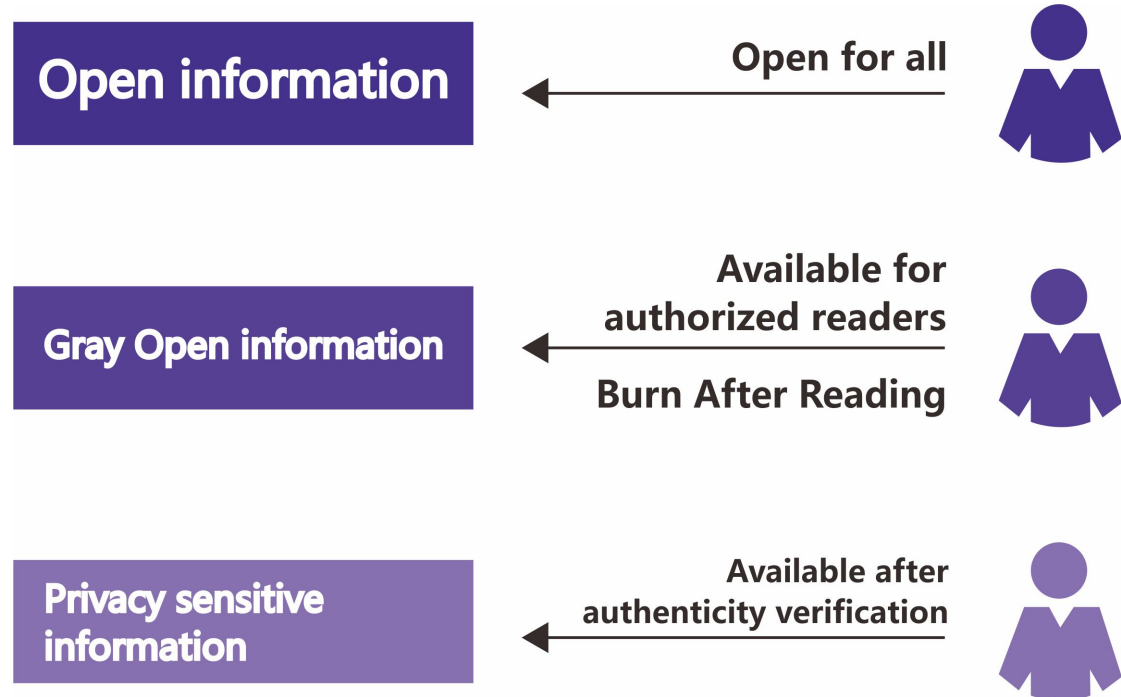 Open information
Open for all
Gray Open information
Available for
authorized readers
Burn After Reading
Privacy sensitive
information
Available after
authenticity verification